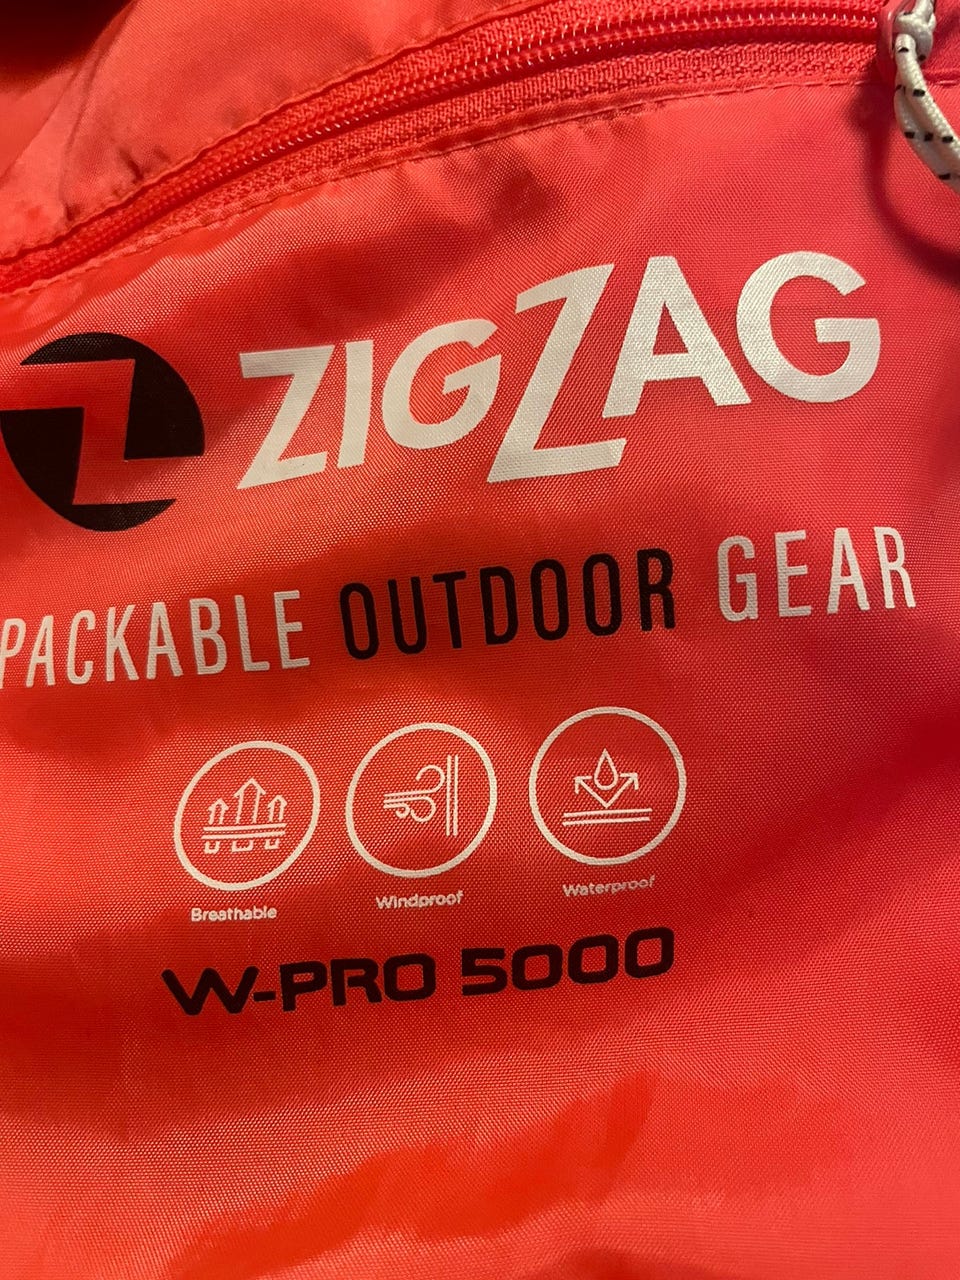 ZIGZAG
PACKABLE OUTDOOR GEAR
Breathable Windproof Waterproof
W-PRO 5000